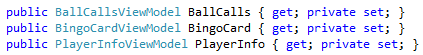 public BallCallsViewModel BallCalls { get; private set; }
public BingoCardViewModel BingoCard { get; private set; }
public PlayerInfoViewModel PlayerInfo { get; private set; }